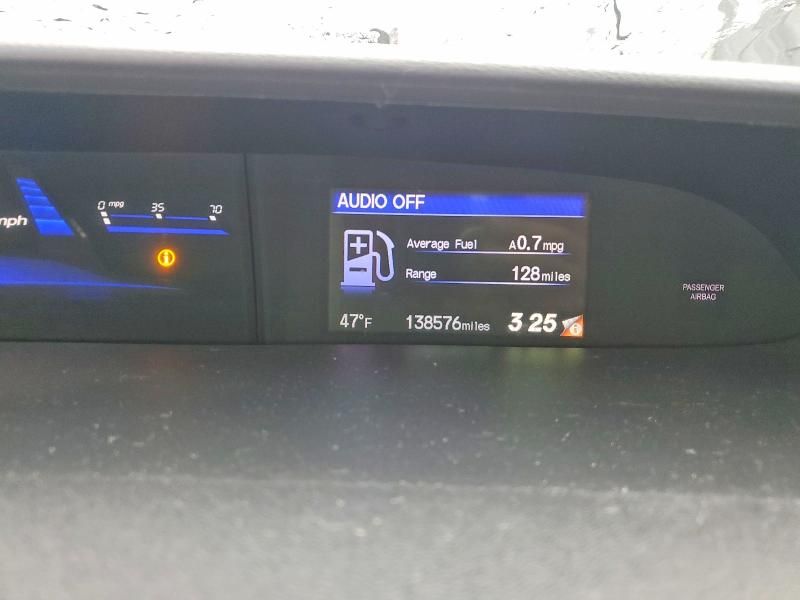 AUDIO OFF
0 mpg 35 70
mph
Average Fuel A0.7mpg
Range 128miles
PASSENGER
AIRBAG
47°F 138576miles 3 25